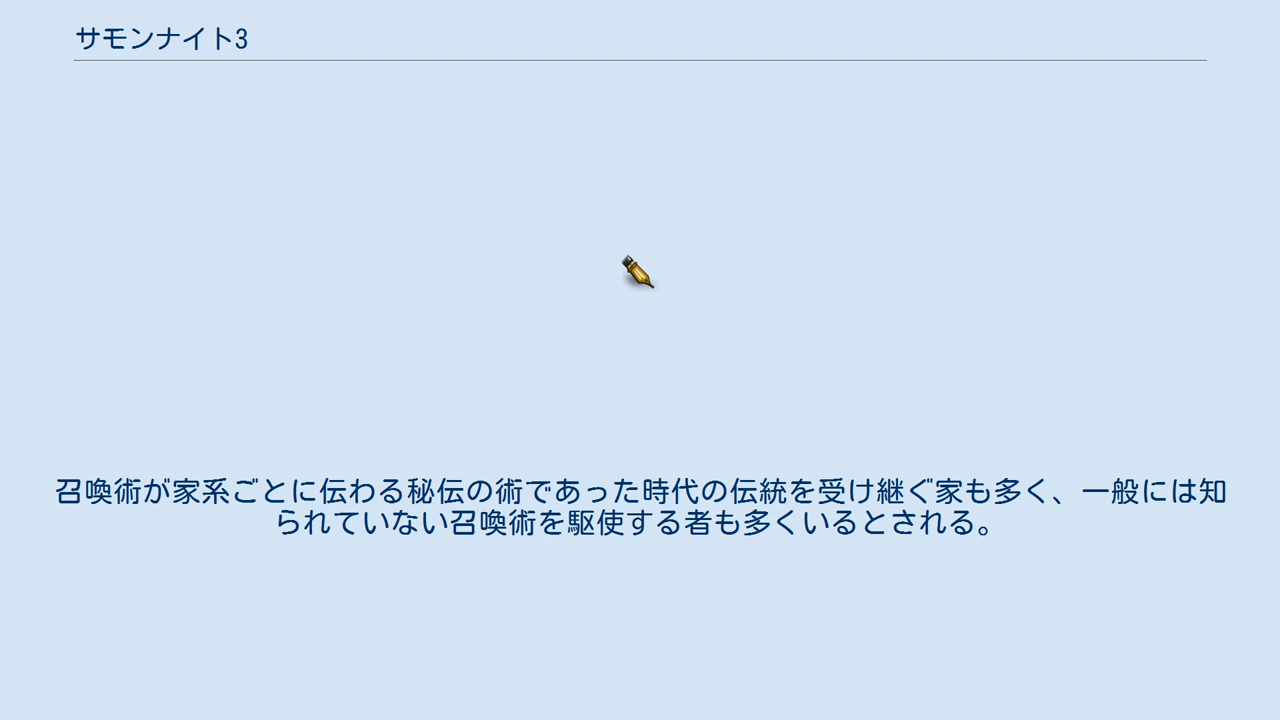 サモンナイト3
召喚術が家系ごとに伝わる秘伝の術であった時代の伝統を受け継ぐ家も多く、一般には知
られていない召喚術を駆使する者も多くいるとされる。